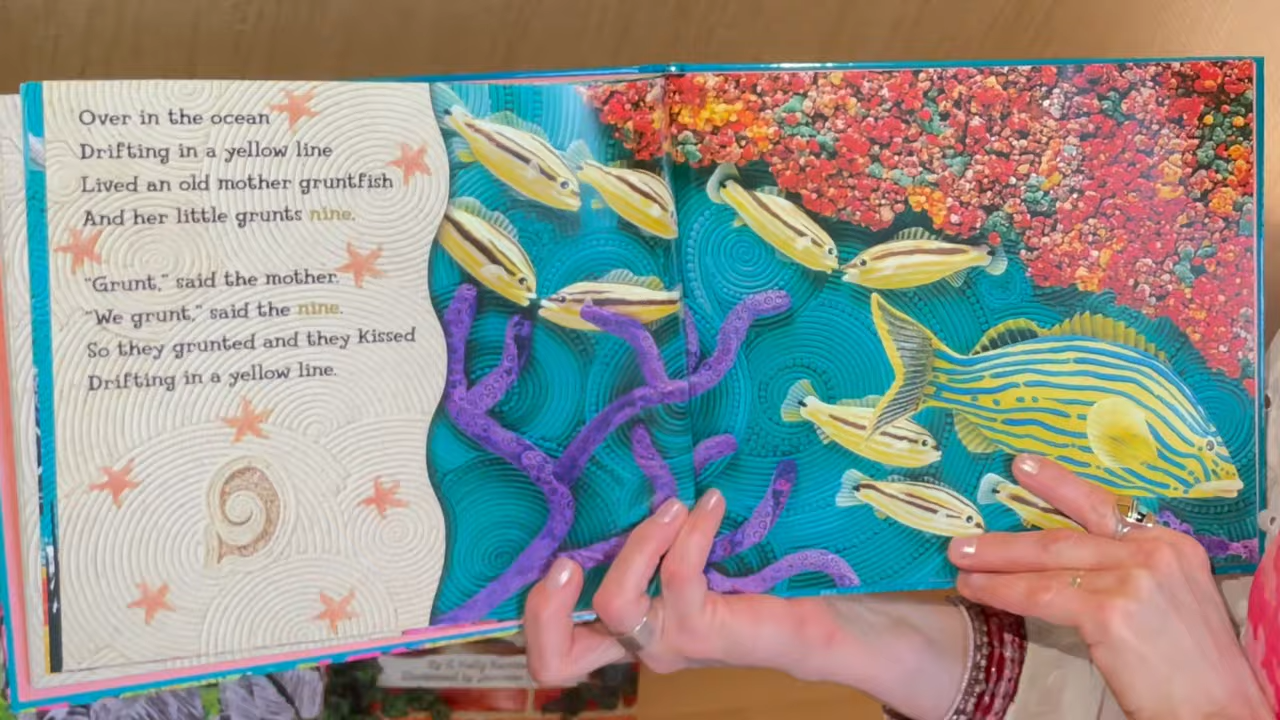 Over in the ocean
Drifting in a yellow line
Lived an old mother gruntfish
And her little grunts nine.
"Grunt," said the mother.
"We grunt," said the nine.
So they grunted and they kissed
Drifting in a yellow line.